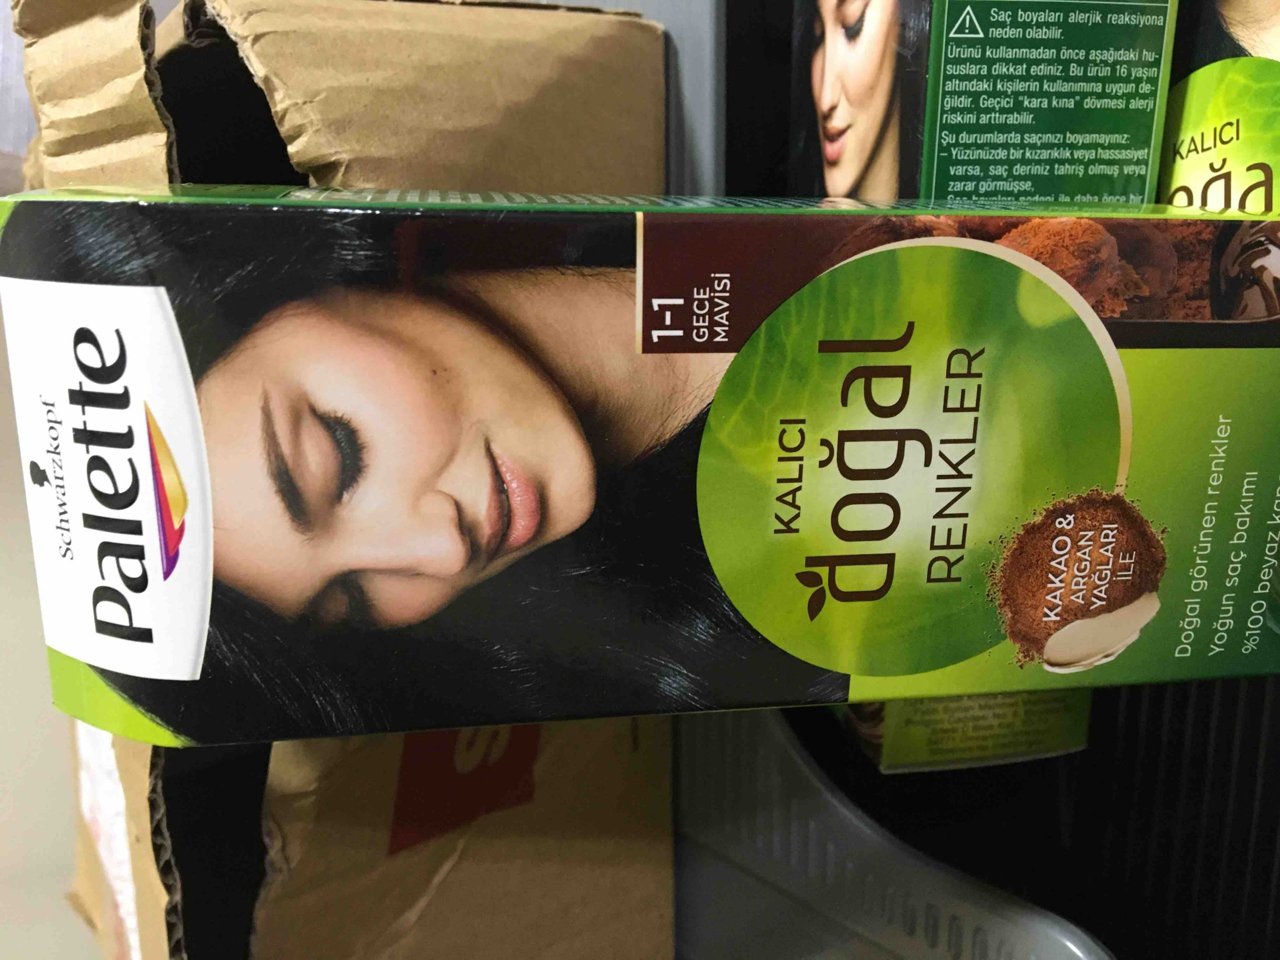 Schwarzkopf
Palette
1-1
GECE
MAVİSİ
KALICI
doğal
RENKLER
KAKAO &
ARGAN
YAĞLARI
İLE
Doğal görünen renkler
Yoğun saç bakımı
%100 beyaz
Saç boyaları alerjik reaksiyona
neden olabilir.
Ürünü kullanmadan önce aşağıdaki hu-
suslara dikkat ediniz. Bu ürün 16 yaşın
altındaki kişilerin kullanımına uygun de-
ğildir. Geçici "kara kına" dövmesi alerji
riskini arttırabilir.
Şu durumlarda saçınızı boyamayınız:
– Yüzünüzde bir kızarıklık veya hassasiyet
varsa, saç deriniz tahriş olmuş veya
zarar görmüşse,
KALICI
S